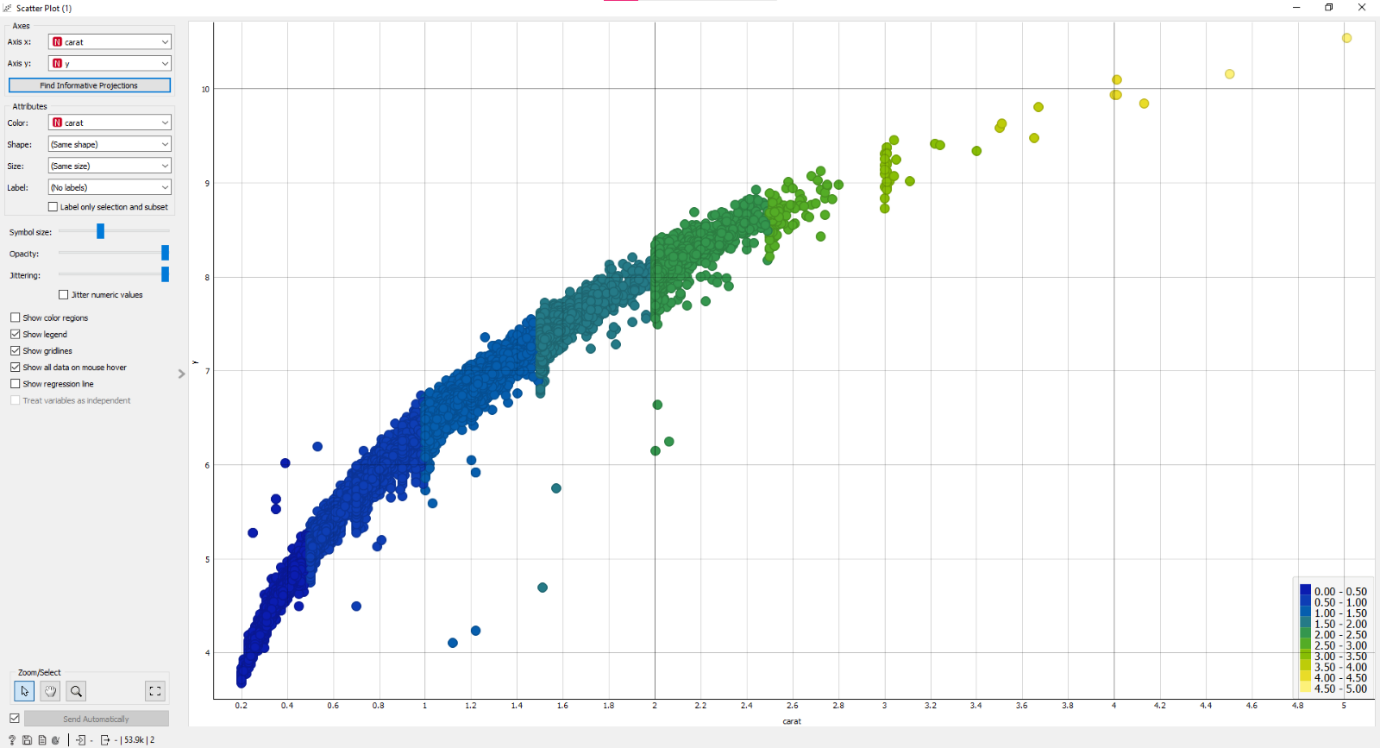 Scatter Plot (1)
Axes
Axis x: N carat
Axis y: N y
Find Informative Projections
Attributes
Color: N carat
Shape: (Same shape)
Size: (Same size)
Label: (No labels)
Label only selection and subset
Symbol size:
Opacity:
Jittering:
Jitter numeric values
Show color regions
Show legend
Show gridlines
Show all data on mouse hover
Show regression line
Treat variables as independent
Zoom/Select
Send Automatically
? - - | 53.9k | 2
10
9
8
7
6
5
4
y
0.2 0.4 0.6 0.8 1 1.2 1.4 1.6 1.8 2 2.2 2.4 2.6 2.8 3 3.2 3.4 3.6 3.8 4 4.2 4.4 4.6 4.8 5
carat
0.00 - 0.50
0.50 - 1.00
1.00 - 1.50
1.50 - 2.00
2.00 - 2.50
2.50 - 3.00
3.00 - 3.50
3.50 - 4.00
4.00 - 4.50
4.50 - 5.00